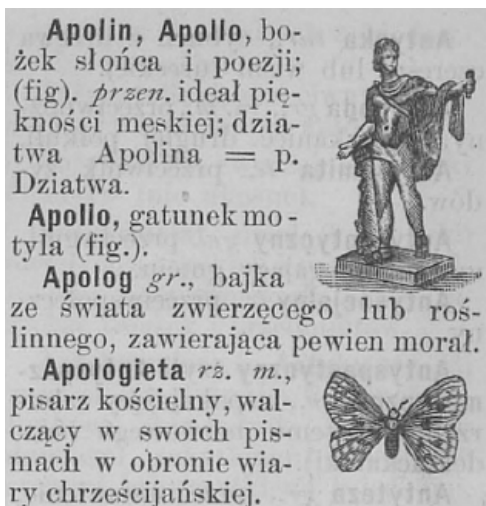 Apolin, Apollo, bo-
żek słońca i poezji;
(fig). przen. ideał pię-
kności męskiej; dzia-
twa Apolina = p.
Dziatwa.
Apollo, gatunek mo-
tyla (fig.).
Apolog gr., bajka
ze świata zwierzęcego lub roś-
linnego, zawierająca pewien morał.
Apologieta rż. m.,
pisarz kościelny, wal-
czący w swoich pis-
mach w obronie wia-
ry chrześcijańskiej.